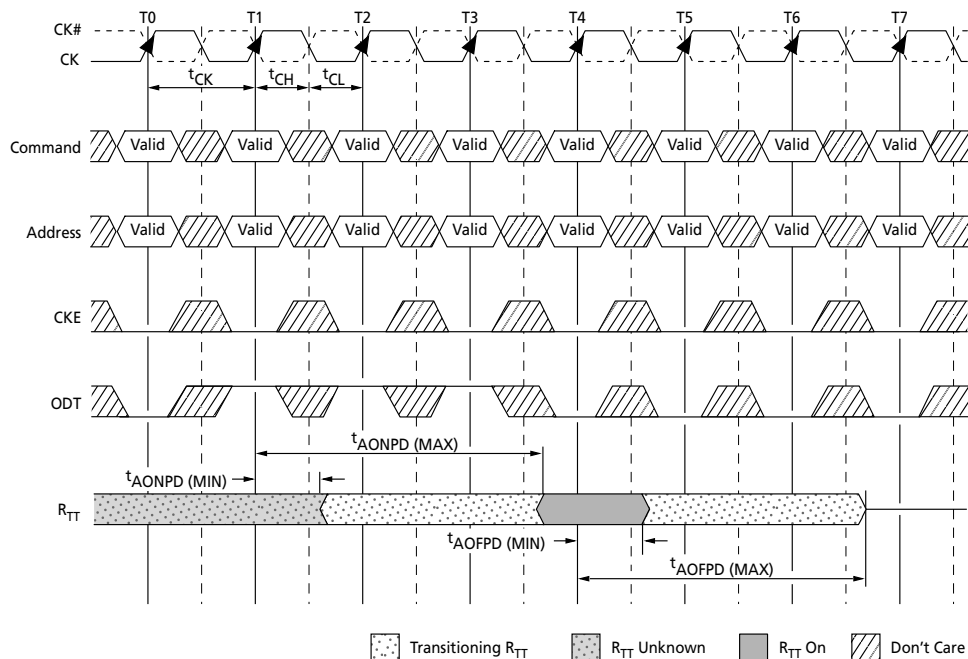 T0 T1 T2 T3 T4 T5 T6 T7
CK#
CK
tCK tCH tCL
Command Valid Valid Valid Valid Valid Valid Valid Valid
Address Valid Valid Valid Valid Valid Valid Valid Valid
CKE
ODT
tAONPD (MAX)
tAONPD (MIN)
RTT
tAOFPD (MIN)
tAOFPD (MAX)
Transitioning RTT RTT Unknown RTT On Don't Care